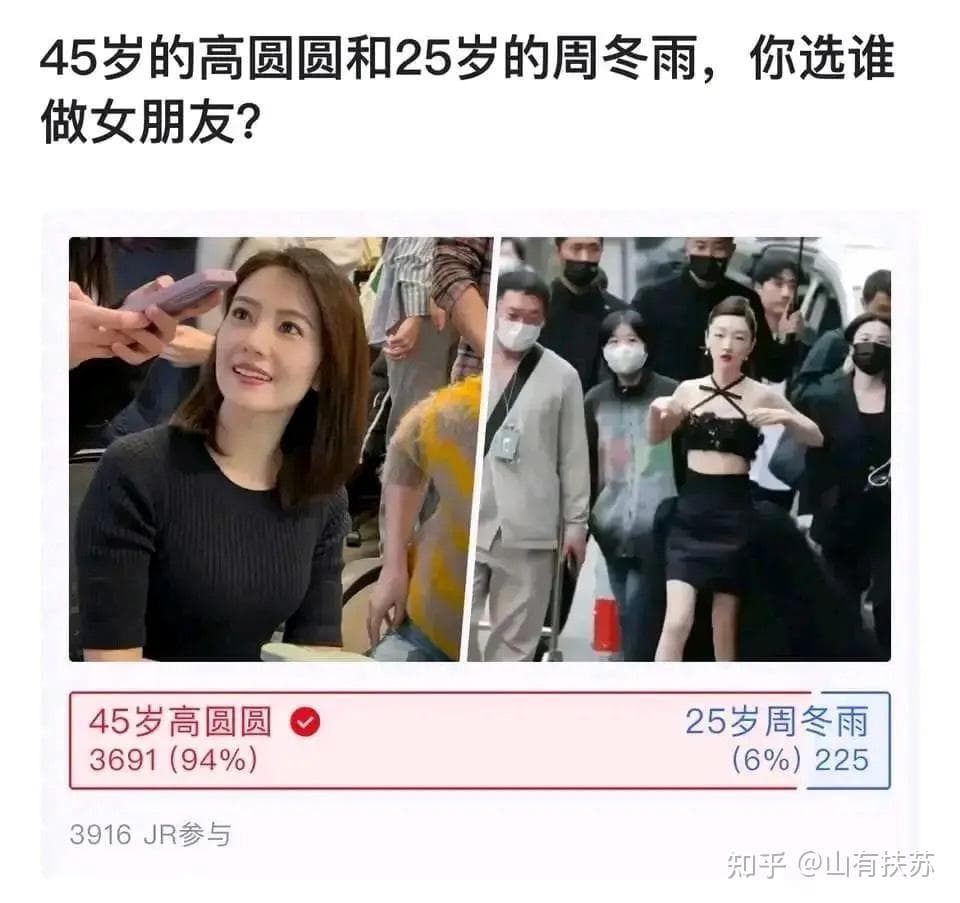 45岁的高圆圆和25岁的周冬雨，你选谁
做女朋友?
45岁高圆圆
25岁周冬雨
3691 (94%)
(6%) 225
3916 JR参与
知乎 @山有扶苏